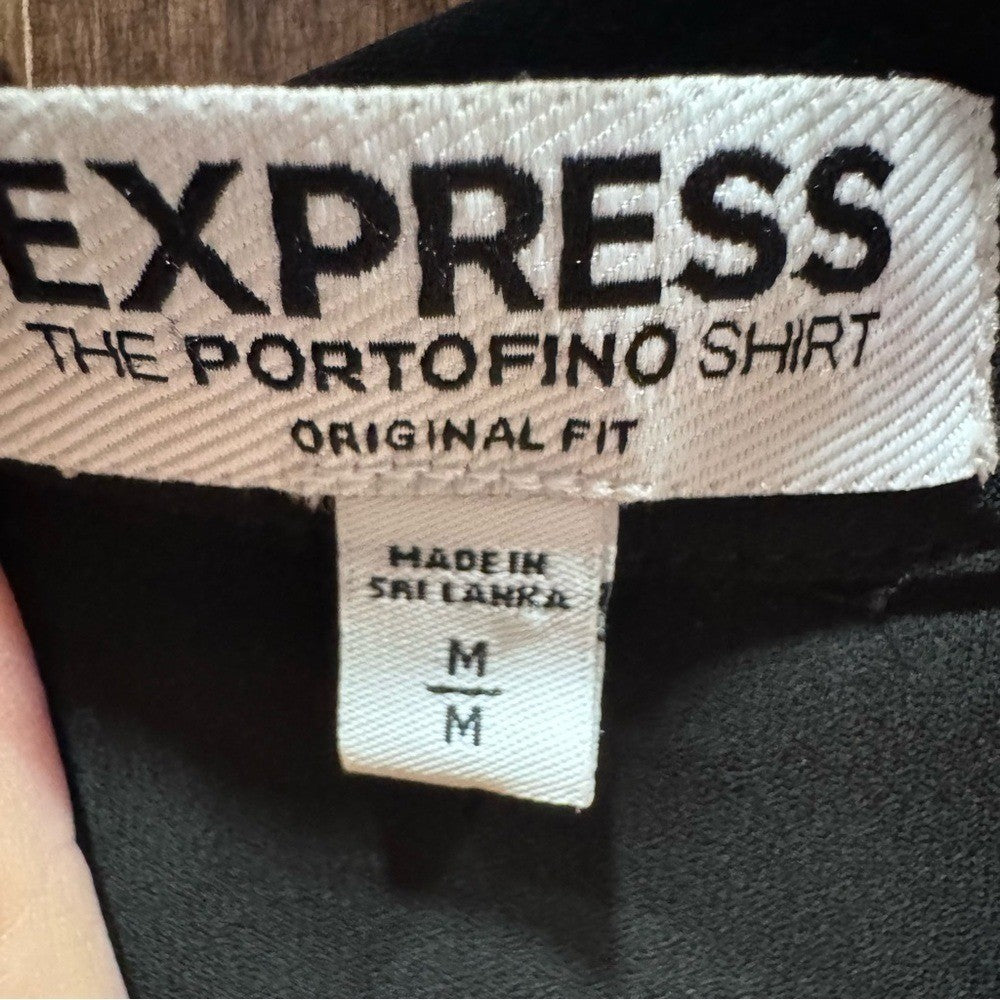 EXPRESS
THE PORTOFINO SHIRT
ORIGINAL FIT
MADE IN
SRI LANKA
M
M